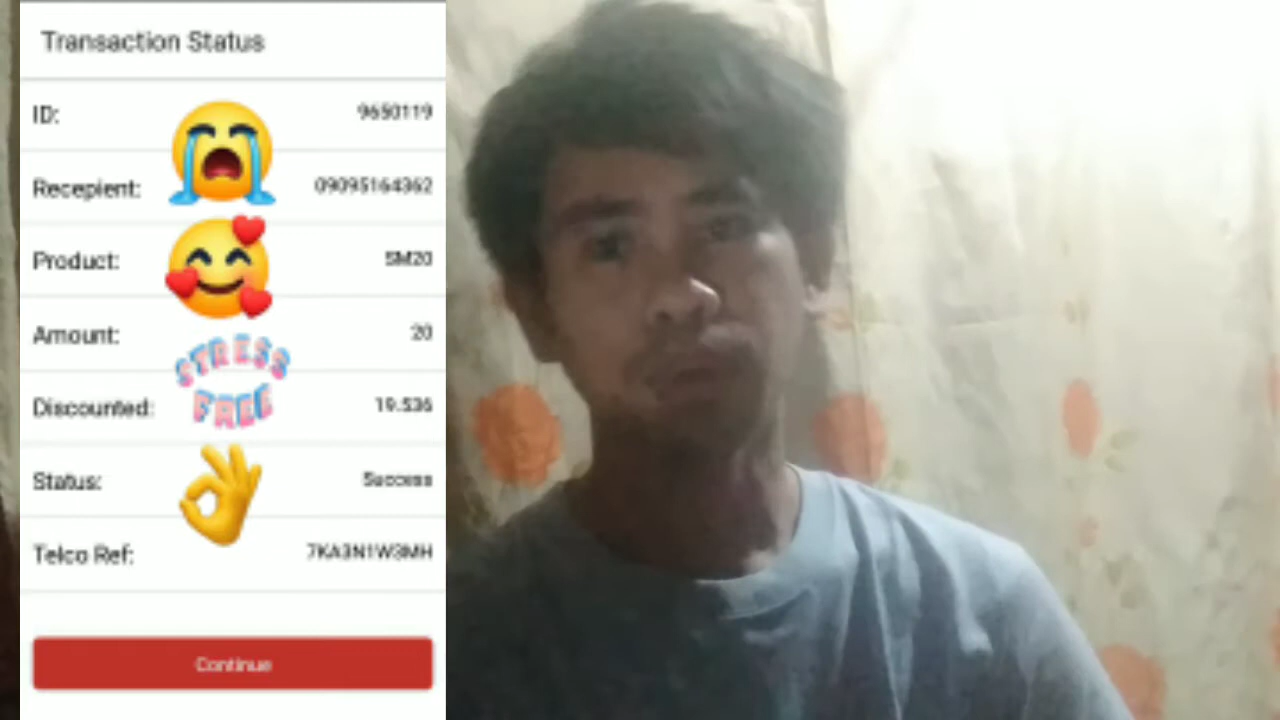 Transaction Status
ID: 9650119
Recepient: 09095164362
Product: SM20
Amount: 20
STRESS
FREE
Discounted: 19.536
Status: Success
Telco Ref: 7KA3N1W3MH
Continue